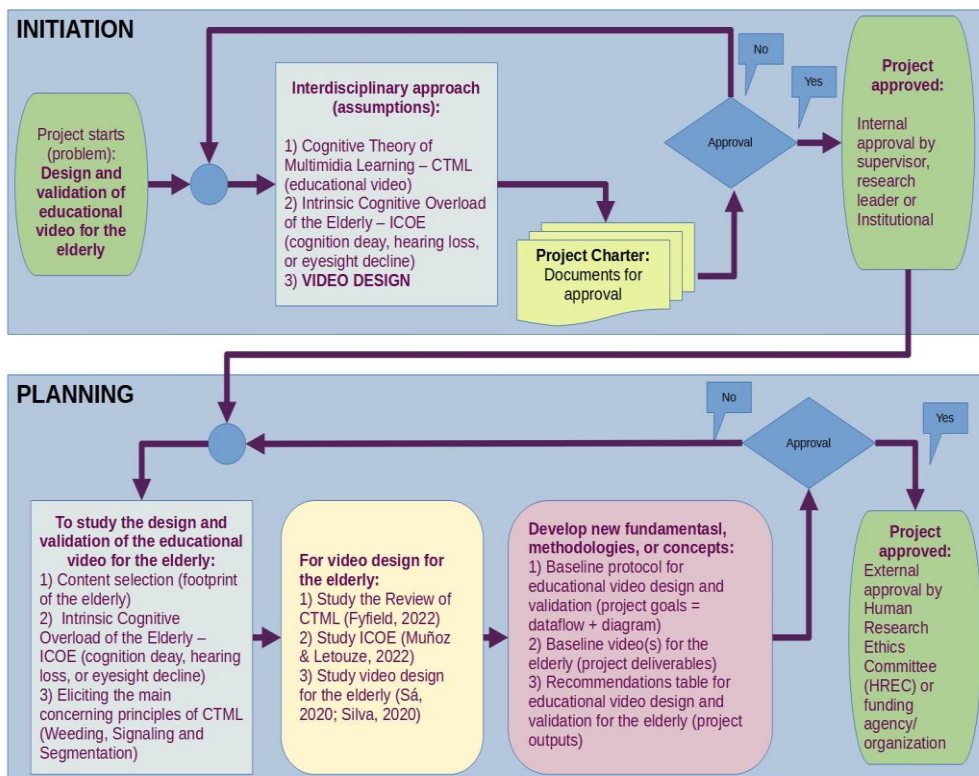 INITIATION
Project starts
(problem):
Design and
validation of
educational
video for the
elderly
Interdisciplinary approach
(assumptions):
1) Cognitive Theory of
Multimidia Learning – CTML
(educational video)
2) Intrinsic Cognitive Overload
of the Elderly – ICOE
(cognition deay, hearing loss,
or eyesight decline)
3) VIDEO DESIGN
Project Charter:
Documents for
approval
No
Yes
Approval
Project
approved:
Internal
approval by
supervisor,
research
leader or
Institutional
PLANNING
No
Approval
Yes
To study the design and
validation of the educational
video for the elderly:
1) Content selection (footprint
of the elderly)
2) Intrinsic Cognitive
Overload of the Elderly –
ICOE (cognition deay, hearing
loss, or eyesight decline)
3) Eliciting the main
concerning principles of CTML
(Weeding, Signaling and
Segmentation)
For video design for
the elderly:
1) Study the Review of
CTML (Fyfield, 2022)
2) Study ICOE (Muñoz
& Letouze, 2022)
3) Study video design
for the elderly (Sá,
2020; Silva, 2020)
Develop new fundamentasl,
methodologies, or concepts:
1) Baseline protocol for
educational video design and
validation (project goals =
dataflow + diagram)
2) Baseline video(s) for the
elderly (project deliverables)
3) Recommendations table for
educational video design and
validation for the elderly (project
outputs)
Project
approved:
External
approval by
Human
Research
Ethics
Committee
(HREC) or
funding
agency/
organization